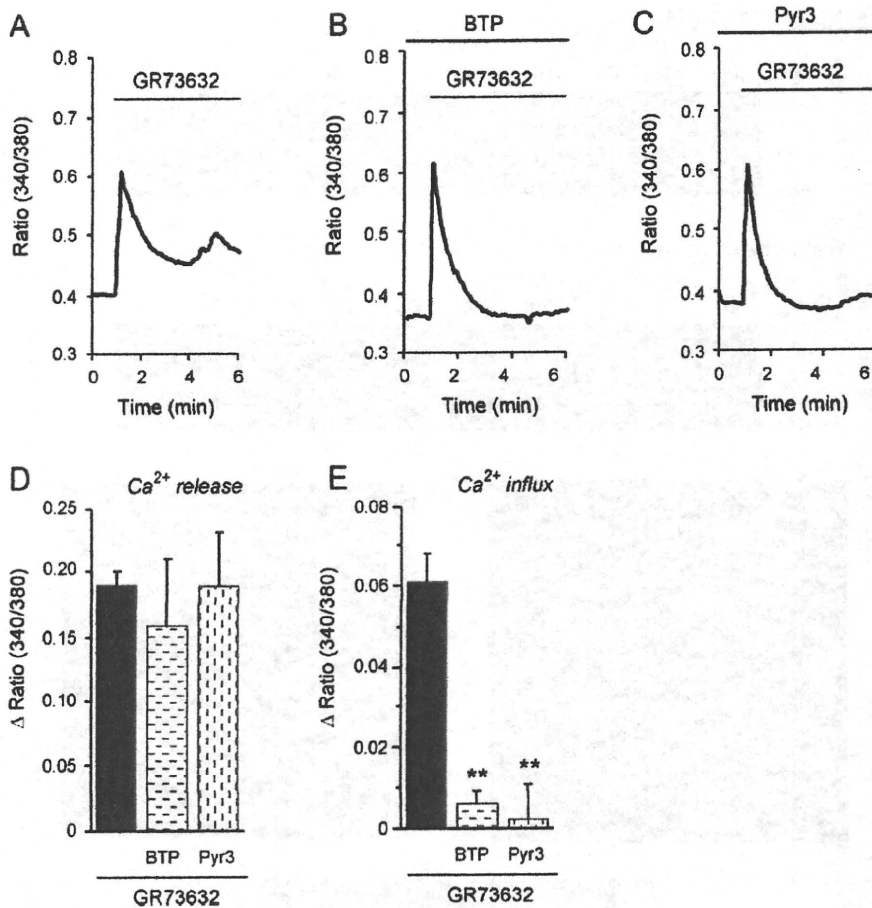 A
GR73632
Ratio (340/380)
0.8
0.7
0.6
0.5
0.4
0.3
0 2 4 6
Time (min)
B
BTP
GR73632
Ratio (340/380)
0.8
0.7
0.6
0.5
0.4
0.3
0 2 4 6
Time (min)
C
Pyr3
GR73632
Ratio (340/380)
0.8
0.7
0.6
0.5
0.4
0.3
0 2 4 6
Time (min)
D
Ca²⁺ release
Δ Ratio (340/380)
0.25
0.20
0.15
0.10
0.05
0
BTP Pyr3
GR73632
E
Ca²⁺ influx
Δ Ratio (340/380)
0.08
0.06
0.04
0.02
0
** **
BTP Pyr3
GR73632